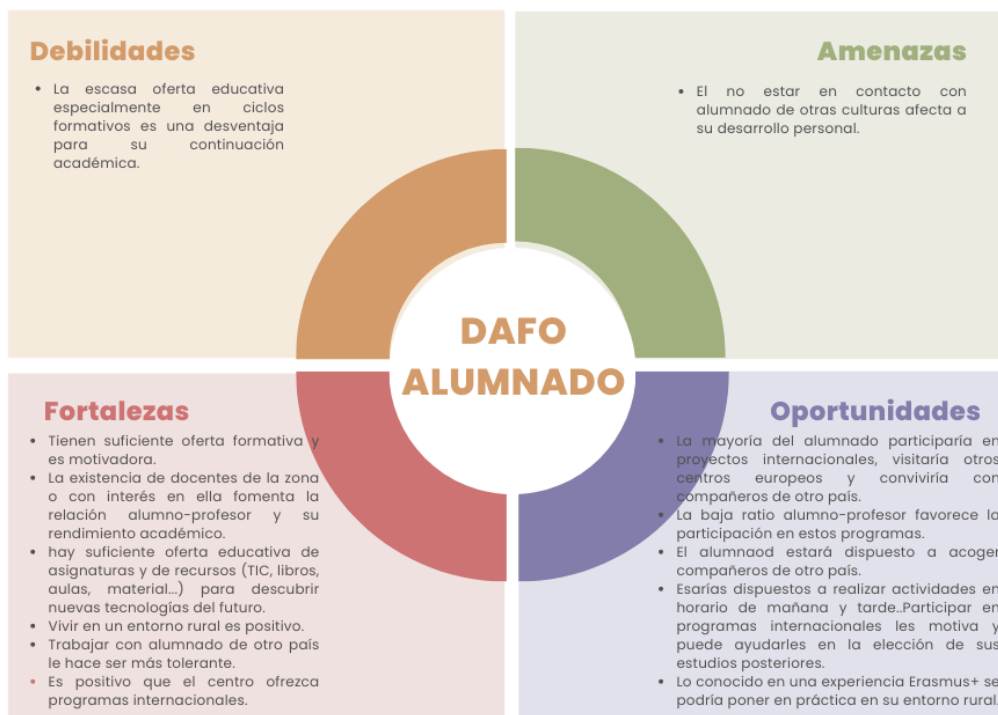 Debilidades
• La escasa oferta educativa
especialmente en ciclos
formativos es una desventaja
para su continuación
académica.
Amenazas
• El no estar en contacto con
alumnado de otras culturas afecta a
su desarrollo personal.
DAFO
ALUMNADO
Fortalezas
• Tienen suficiente oferta formativa y
es motivadora.
• La existencia de docentes de la zona
o con interés en ella fomenta la
relación alumno-profesor y su
rendimiento académico.
• hay suficiente oferta educativa de
asignaturas y de recursos (TIC, libros,
aulas, material...) para descubrir
nuevas tecnologías del futuro.
• Vivir en un entorno rural es positivo.
• Trabajar con alumnado de otro país
le hace ser más tolerante.
• Es positivo que el centro ofrezca
programas internacionales.
Oportunidades
• La mayoría del alumnado participaría en
proyectos internacionales, visitaría otros
centros europeos y conviviría con
compañeros de otro país.
• La baja ratio alumno-profesor favorece la
participación en estos programas.
• El alumnaod estará dispuesto a acoger
compañeros de otro país.
• Esarías dispuestos a realizar actividades en
horario de mañana y tarde..Participar en
programas internacionales les motiva y
puede ayudarles en la elección de sus
estudios posteriores.
• Lo conocido en una experiencia Erasmus+ se
podría poner en práctica en su entorno rural.